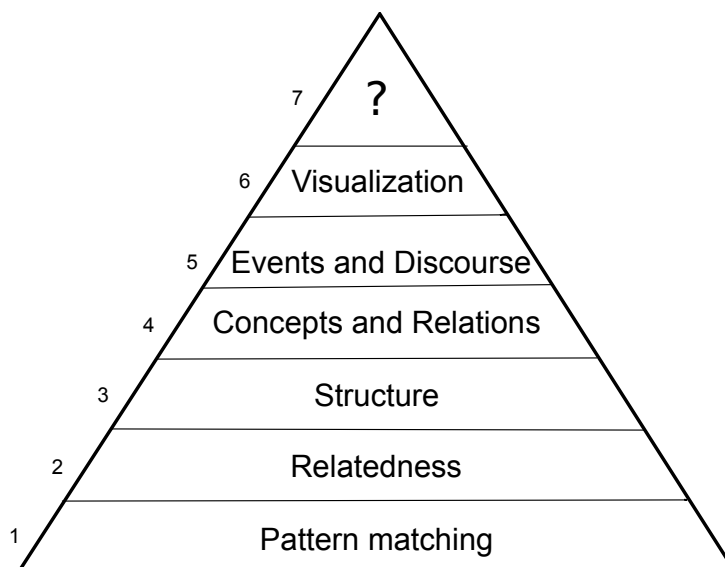 7
?
6
Visualization
5
Events and Discourse
4
Concepts and Relations
3
Structure
2
Relatedness
1
Pattern matching